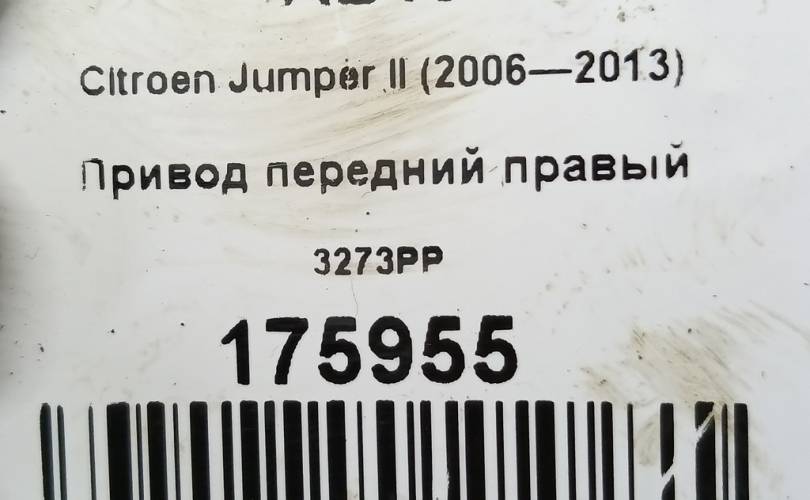 Citroen Jumper II (2006—2013)
Привод передний правый
3273PP
175955